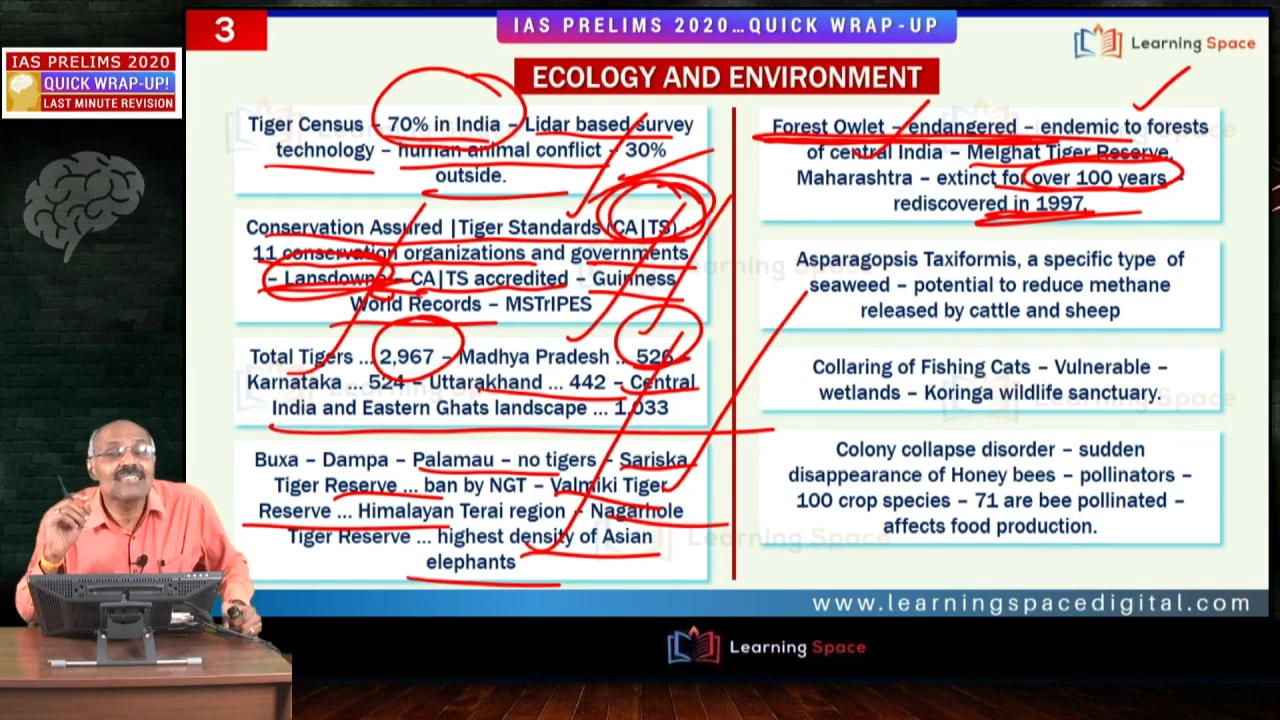 3
IAS PRELIMS 2020...QUICK WRAP-UP
Learning Space
IAS PRELIMS 2020
QUICK WRAP-UP!
LAST MINUTE REVISION
ECOLOGY AND ENVIRONMENT
Tiger Census – 70% in India – Lidar based survey
technology – human animal conflict – 30%
outside.
Conservation Assured |Tiger Standards (CA|TS)
11 conservation organizations and governments
– Lansdowne – CA|TS accredited – Guinness
World Records – MSTrIPES
Total Tigers ... 2,967 – Madhya Pradesh .. 526
Karnataka ... 524 – Uttarakhand ... 442 – Central
India and Eastern Ghats landscape ... 1,033
Buxa – Dampa – Palamau – no tigers – Sariska
Tiger Reserve ... ban by NGT – Valmiki Tiger
Reserve ... Himalayan Terai region – Nagarhole
Tiger Reserve ... highest density of Asian
elephants
Forest Owlet – endangered – endemic to forests
of central India – Melghat Tiger Reserve,
Maharashtra – extinct for over 100 years –
rediscovered in 1997.
Asparagopsis Taxiformis, a specific type of
seaweed – potential to reduce methane
released by cattle and sheep
Collaring of Fishing Cats – Vulnerable –
wetlands – Koringa wildlife sanctuary.
Colony collapse disorder – sudden
disappearance of Honey bees – pollinators –
100 crop species – 71 are bee pollinated –
affects food production.
www.learningspacedigital.com
Learning Space